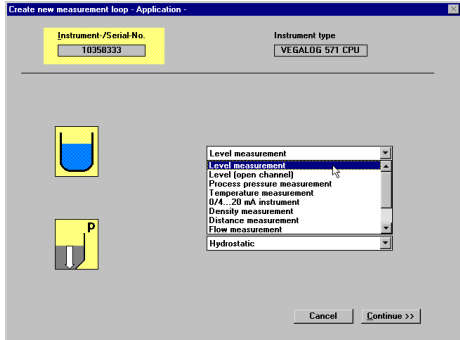 Create new measurement loop - Application -
Instrument-/Serial-No.
Instrument type
10358333
VEGALOG 571 CPU
Level measurement
Level measurement
Level (open channel)
Process pressure measurement
Temperature measurement
0/4...20 mA instrument
Density measurement
Distance measurement
Flow measurement
p
Hydrostatic
Cancel
Continue >>